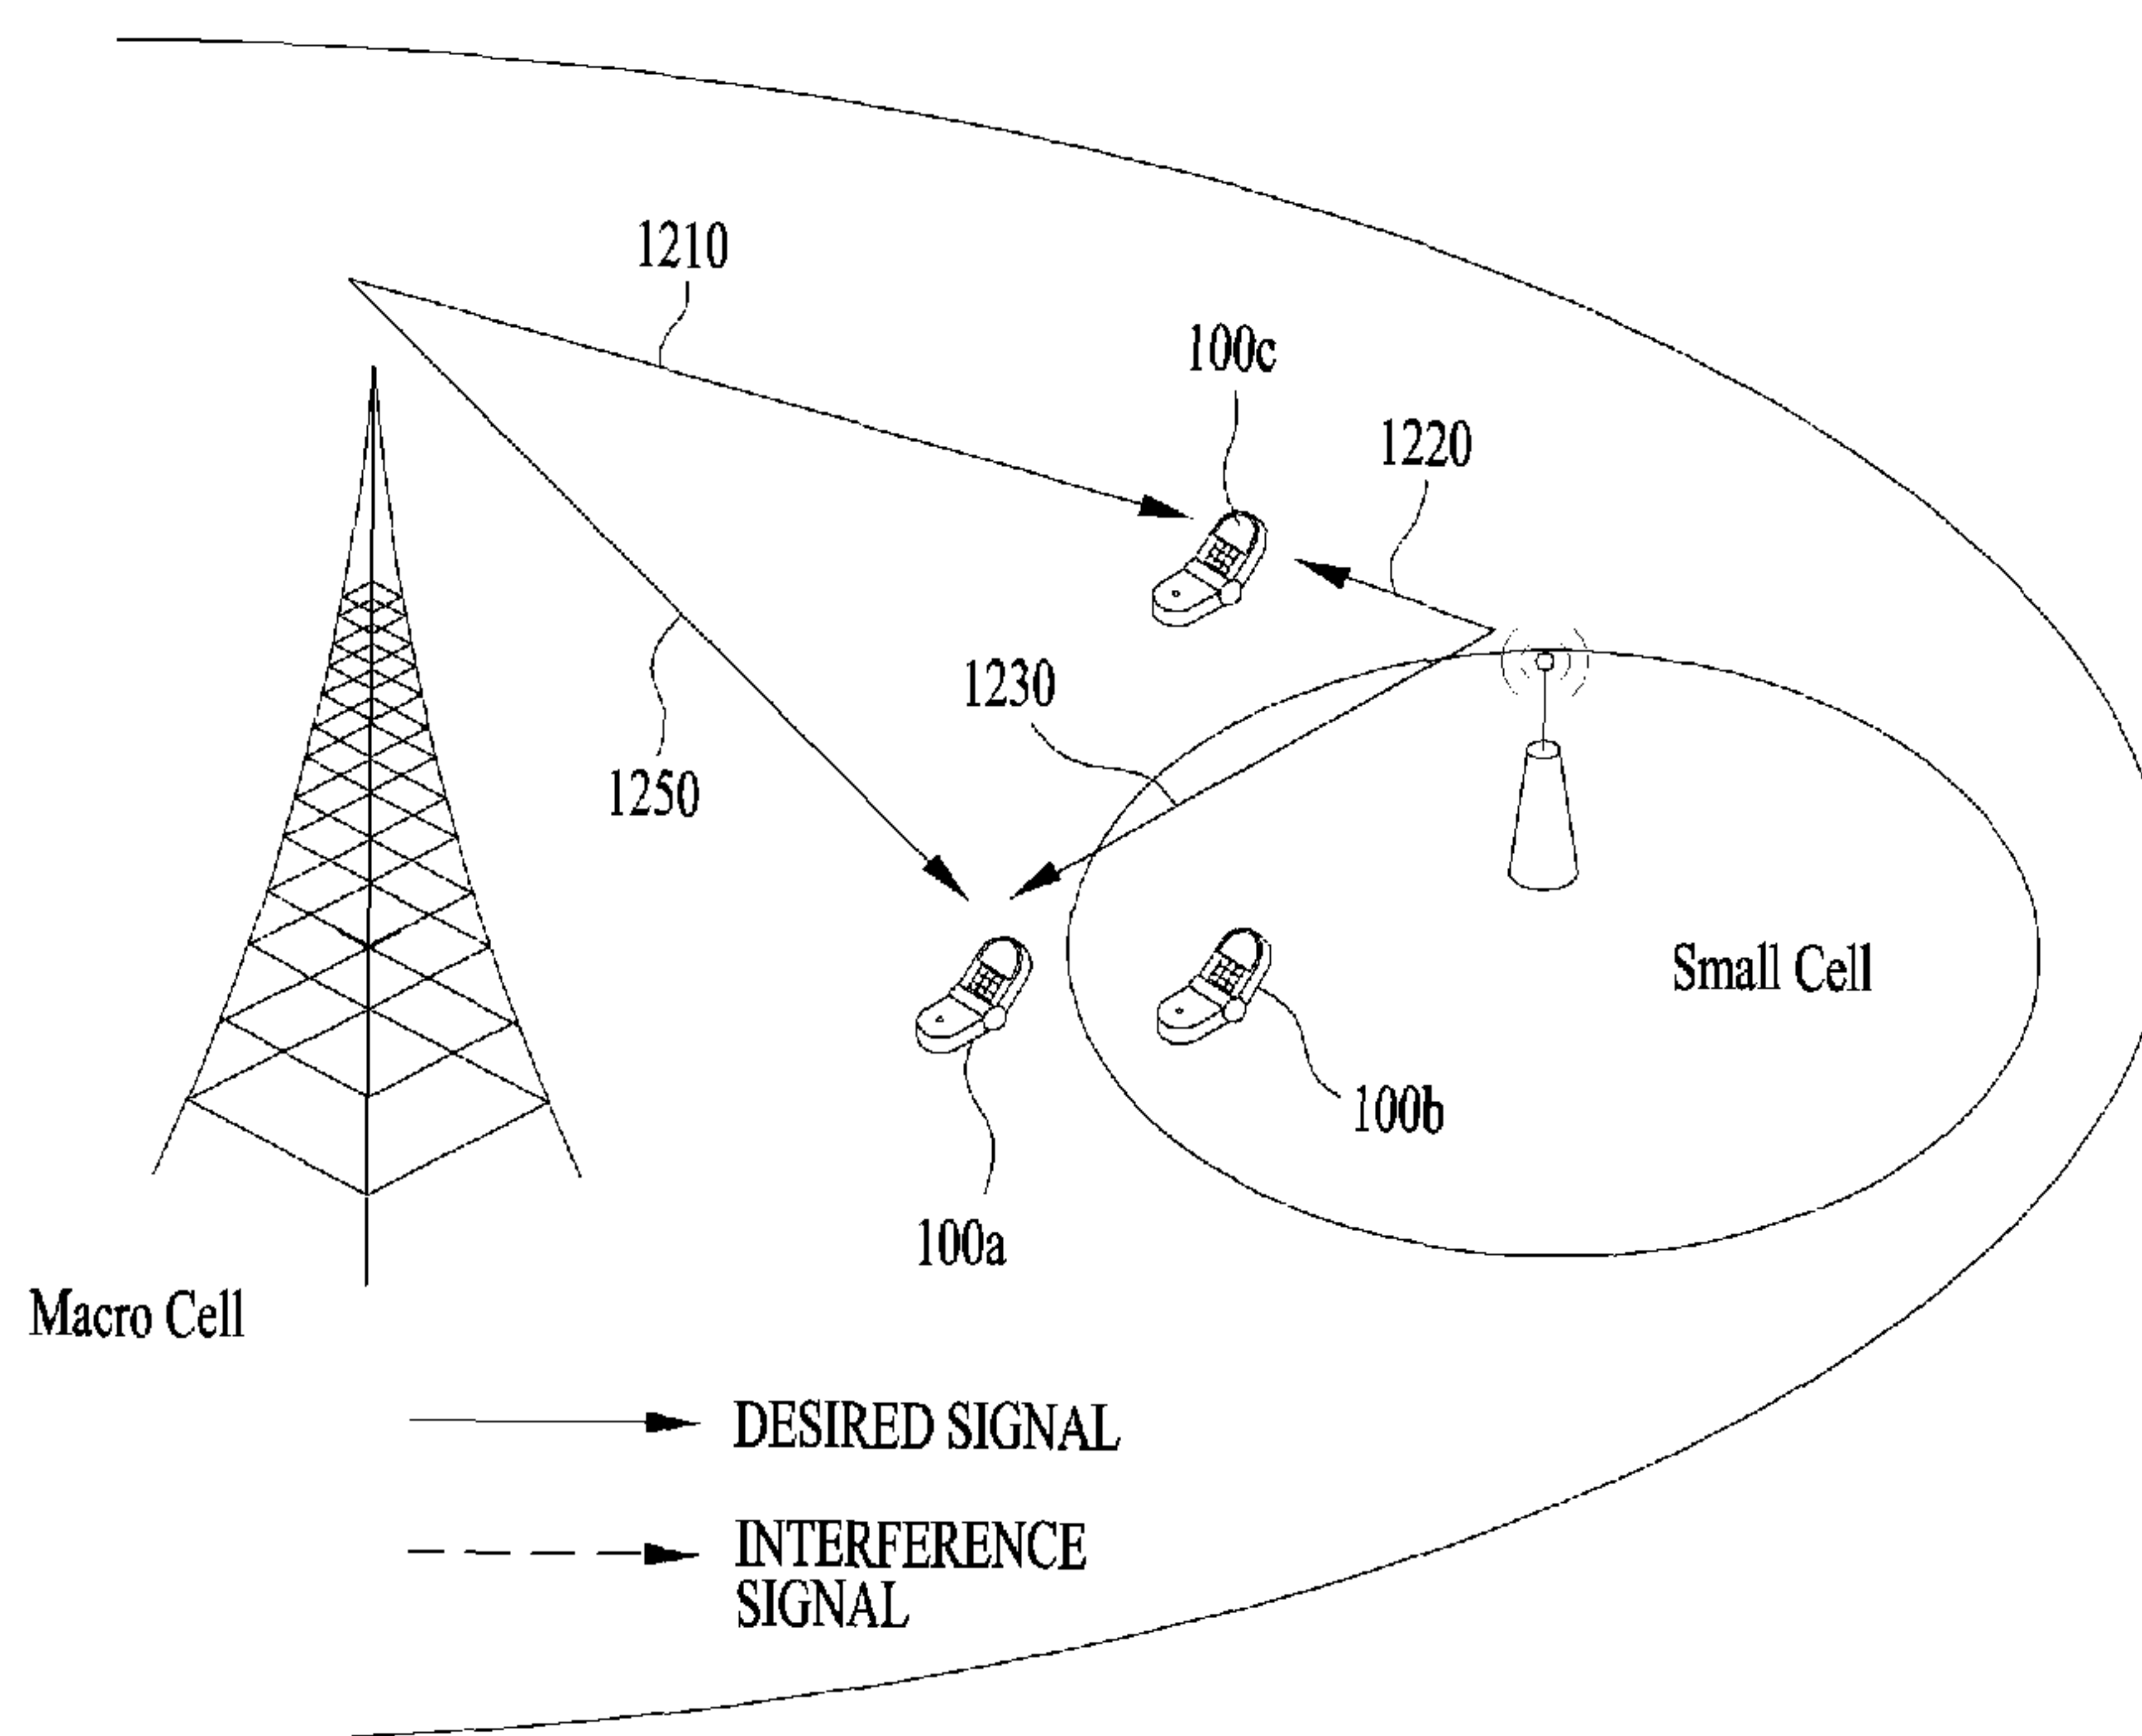 1210
100c
1220
1230
1250
Small Cell
100b
100a
Macro Cell
DESIRED SIGNAL
INTERFERENCE
SIGNAL